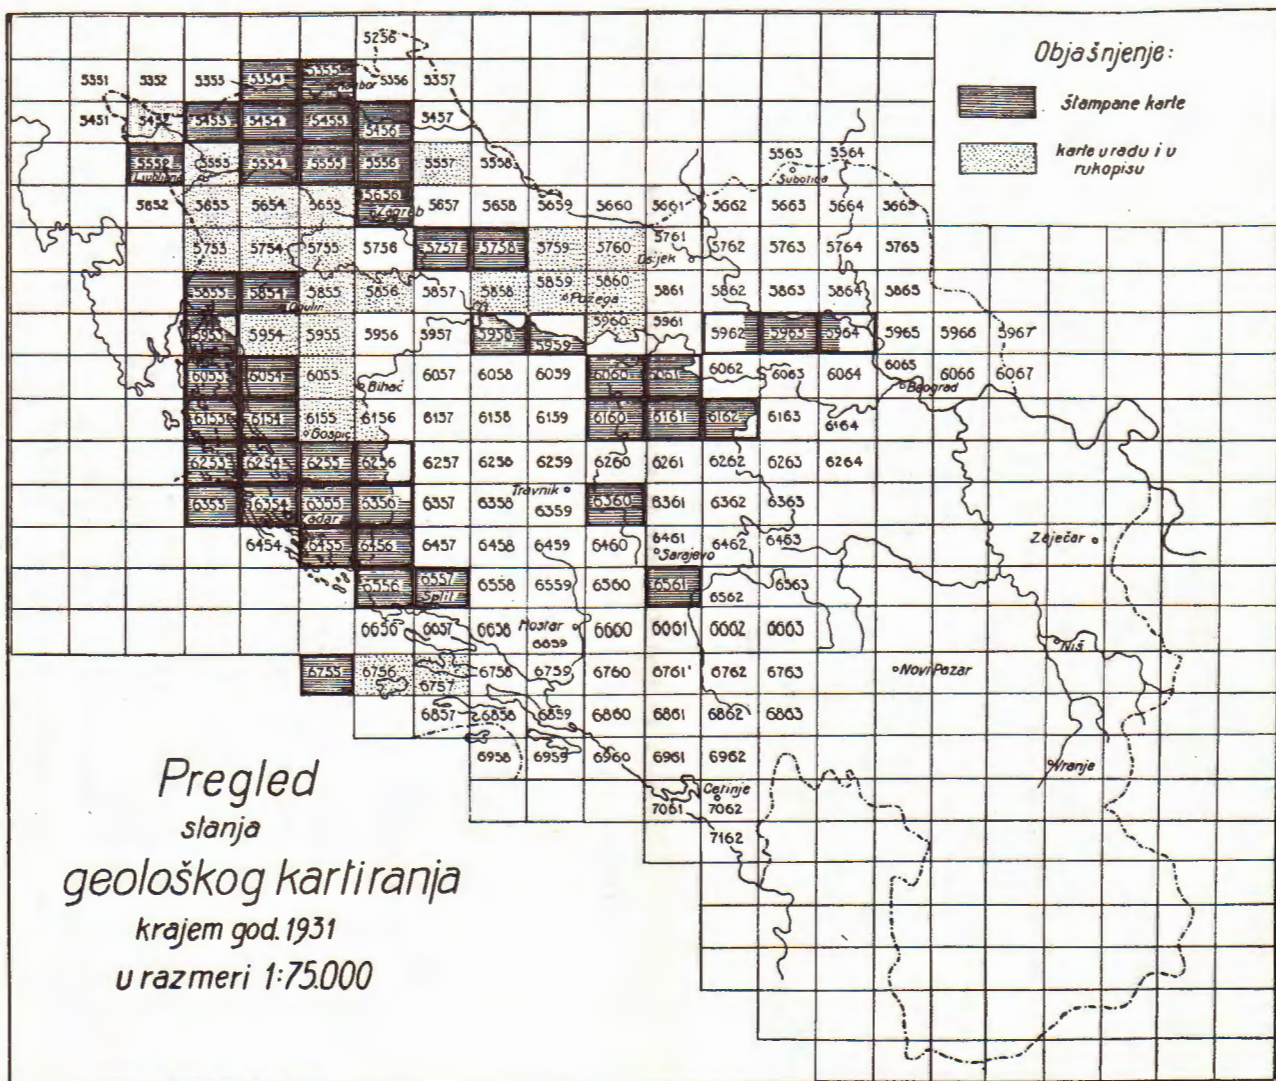 5256
Objašnjenje:
5351 5352 5353 5354 5355 5356 5357
štampane karte
5451 5452 5453 5454 5455 5456 5457
karte u radu i u
rukopisu
5552 5553 5554 5555 5556 5557 5558 5563 5564
Ljubljana Subotica
5652 5653 5654 5655 5656 5657 5658 5659 5660 5661 5662 5663 5664 5665
Zagreb
5753 5754 5755 5756 5757 5758 5759 5760 5761 5762 5763 5764 5765
Osijek
5853 5854 5855 5856 5857 5858 5859 5860 5861 5862 5863 5864 5865
Požega
5953 5954 5955 5956 5957 5958 5959 5960 5961 5962 5963 5964 5965 5966 5967
6053 6054 6055 6057 6058 6059 6060 6061 6062 6063 6064 6065 6066 6067
Bihać Beograd
6153 6154 6155 6156 6157 6158 6159 6160 6161 6162 6163 6164
Gospić
6253 6254 6255 6256 6257 6258 6259 6260 6261 6262 6263 6264
6353 6354 6355 6356 6357 6358 6359 6360 6361 6362 6363
Travnik
Zadar
6454 6455 6456 6457 6458 6459 6460 6461 6462 6463
Sarajevo Zaječar
6556 6557 6558 6559 6560 6561 6562 6563
Split
6656 6657 6658 6659 6660 6661 6662 6663
Mostar Niš
6755 6756 6757 6758 6759 6760 6761 6762 6763
Novi Pazar
6857 6858 6859 6860 6861 6862 6863
6958 6959 6960 6961 6962
Vranje
Cetinje
7061 7062
7162
Pregled
stanja
geološkog kartiranja
krajem god. 1931
u razmeri 1:75.000